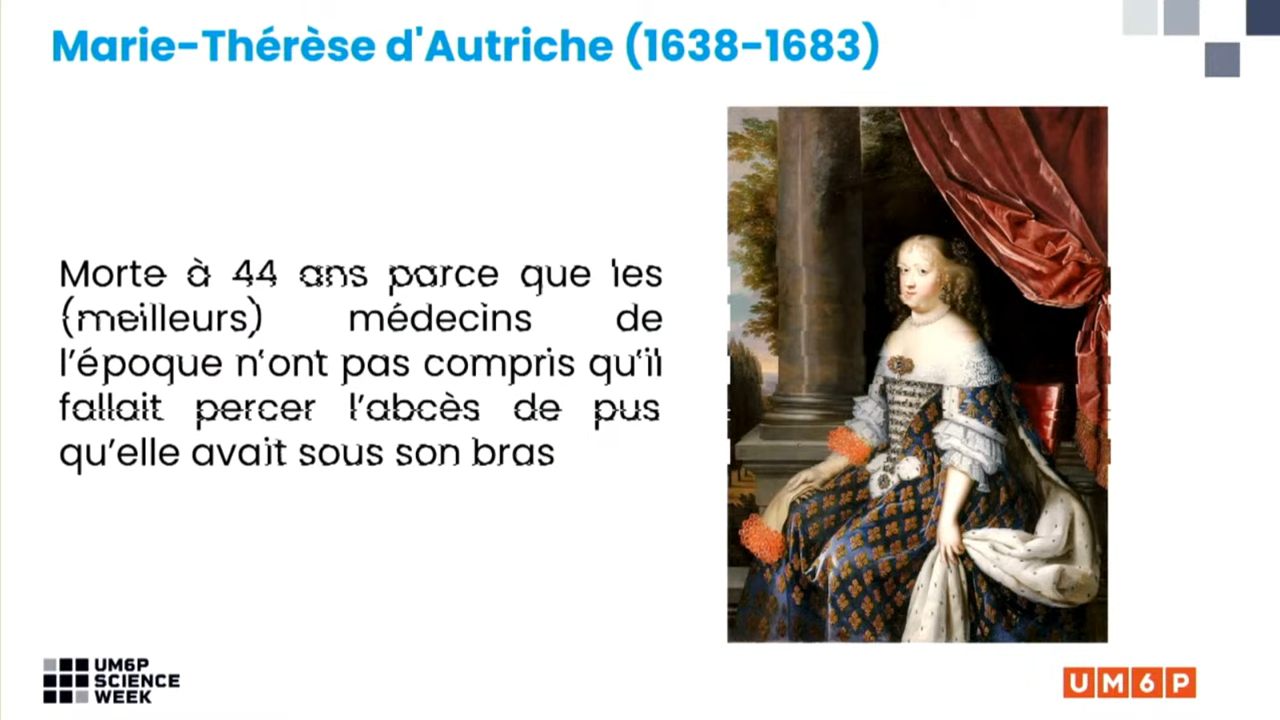 Marie-Thérèse d'Autriche (1638-1683)
Morte à 44 ans parce que les
(meilleurs) médecins de
l’époque n‘ont pas compris qu‘il
fallait percer l’abcès de pus
qu’elle avait sous son bras
UM6P
SCIENCE
WEEK
UM6P